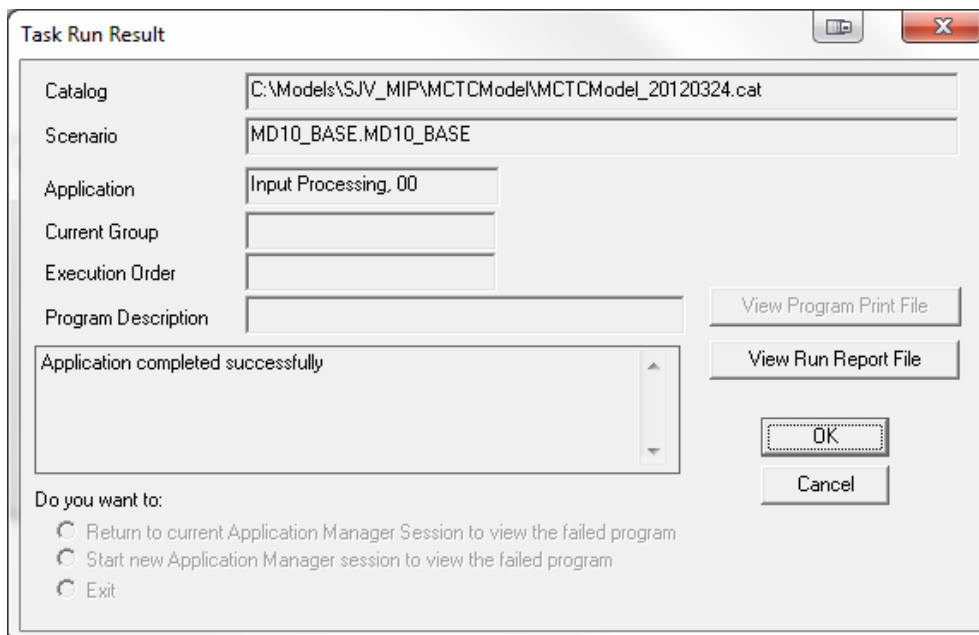 Task Run Result
Catalog
C:\Models\SJV_MIP\MCTCModel\MCTCModel_20120324.cat
Scenario
MD10_BASE.MD10_BASE
Application
Input Processing, 00
Current Group
Execution Order
Program Description
View Program Print File
Application completed successfully
View Run Report File
OK
Cancel
Do you want to:
Return to current Application Manager Session to view the failed program
Start new Application Manager session to view the failed program
Exit